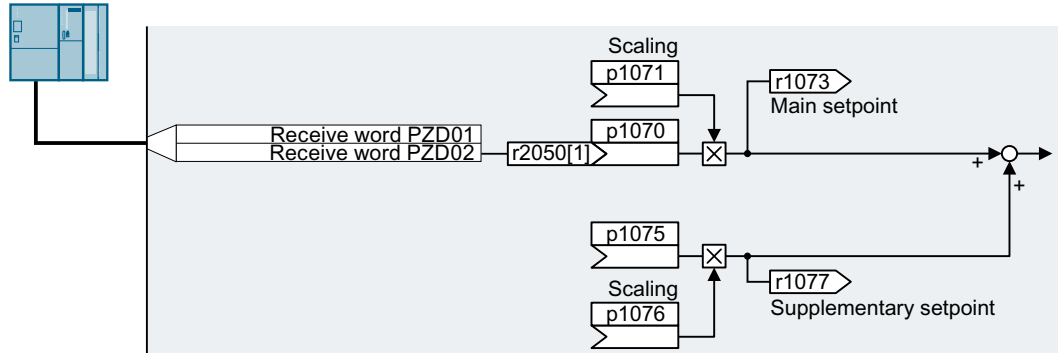 Scaling
p1071
r1073
Main setpoint
Receive word PZD01
p1070
Receive word PZD02
r2050[1]
+
+
p1075
r1077
Scaling
Supplementary setpoint
p1076